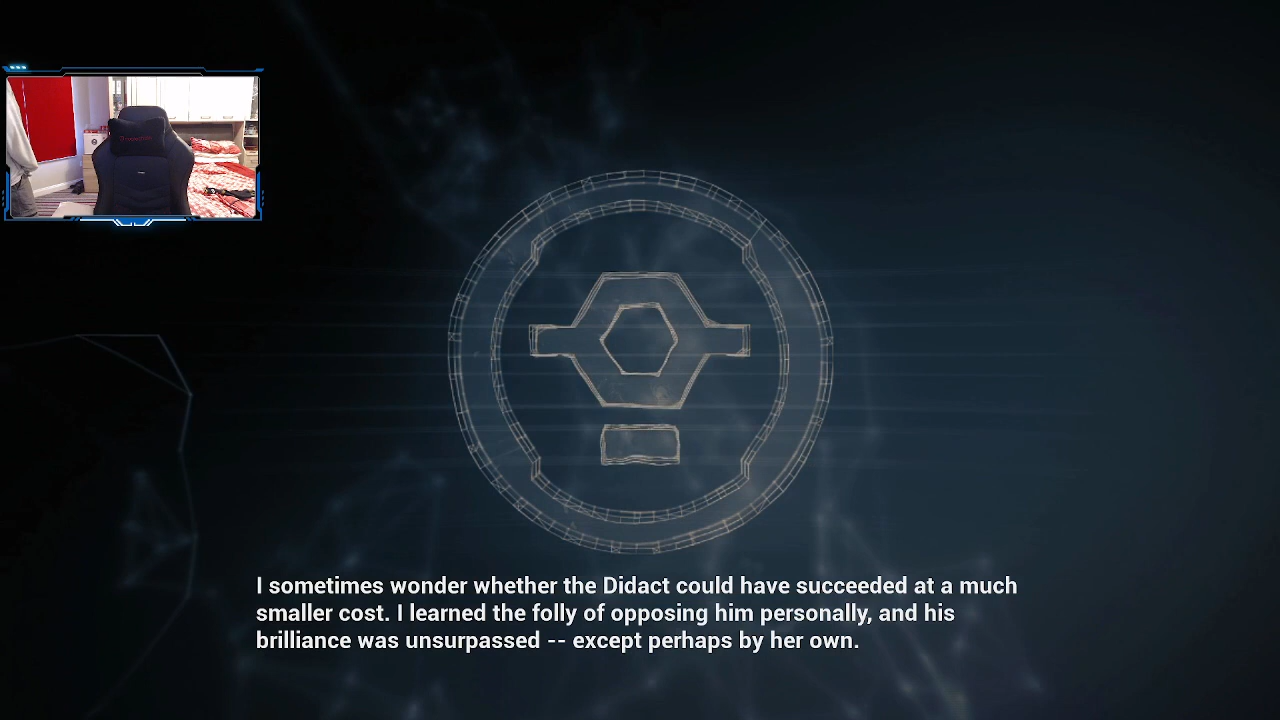 I sometimes wonder whether the Didact could have succeeded at a much
smaller cost. I learned the folly of opposing him personally, and his
brilliance was unsurpassed -- except perhaps by her own.